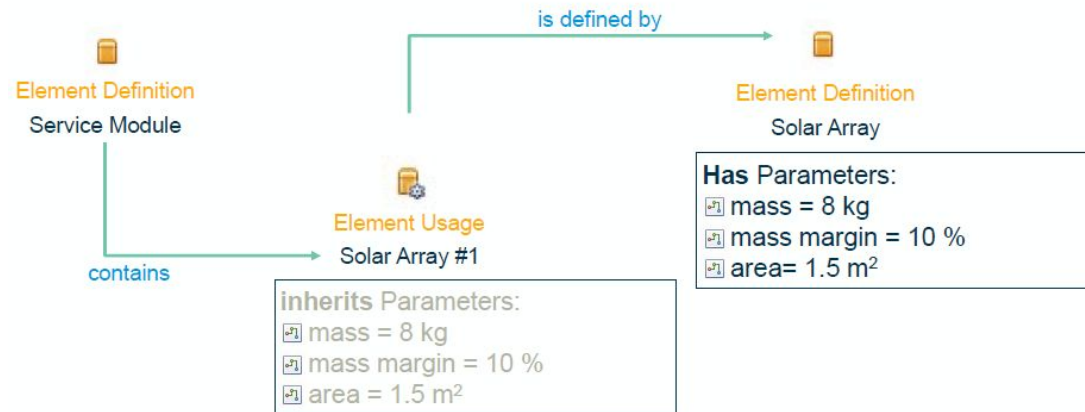 is defined by
Element Definition
Service Module
contains
Element Usage
Solar Array #1
inherits Parameters:
mass = 8 kg
mass margin = 10 %
area = 1.5 m²
Element Definition
Solar Array
Has Parameters:
mass = 8 kg
mass margin = 10 %
area= 1.5 m²